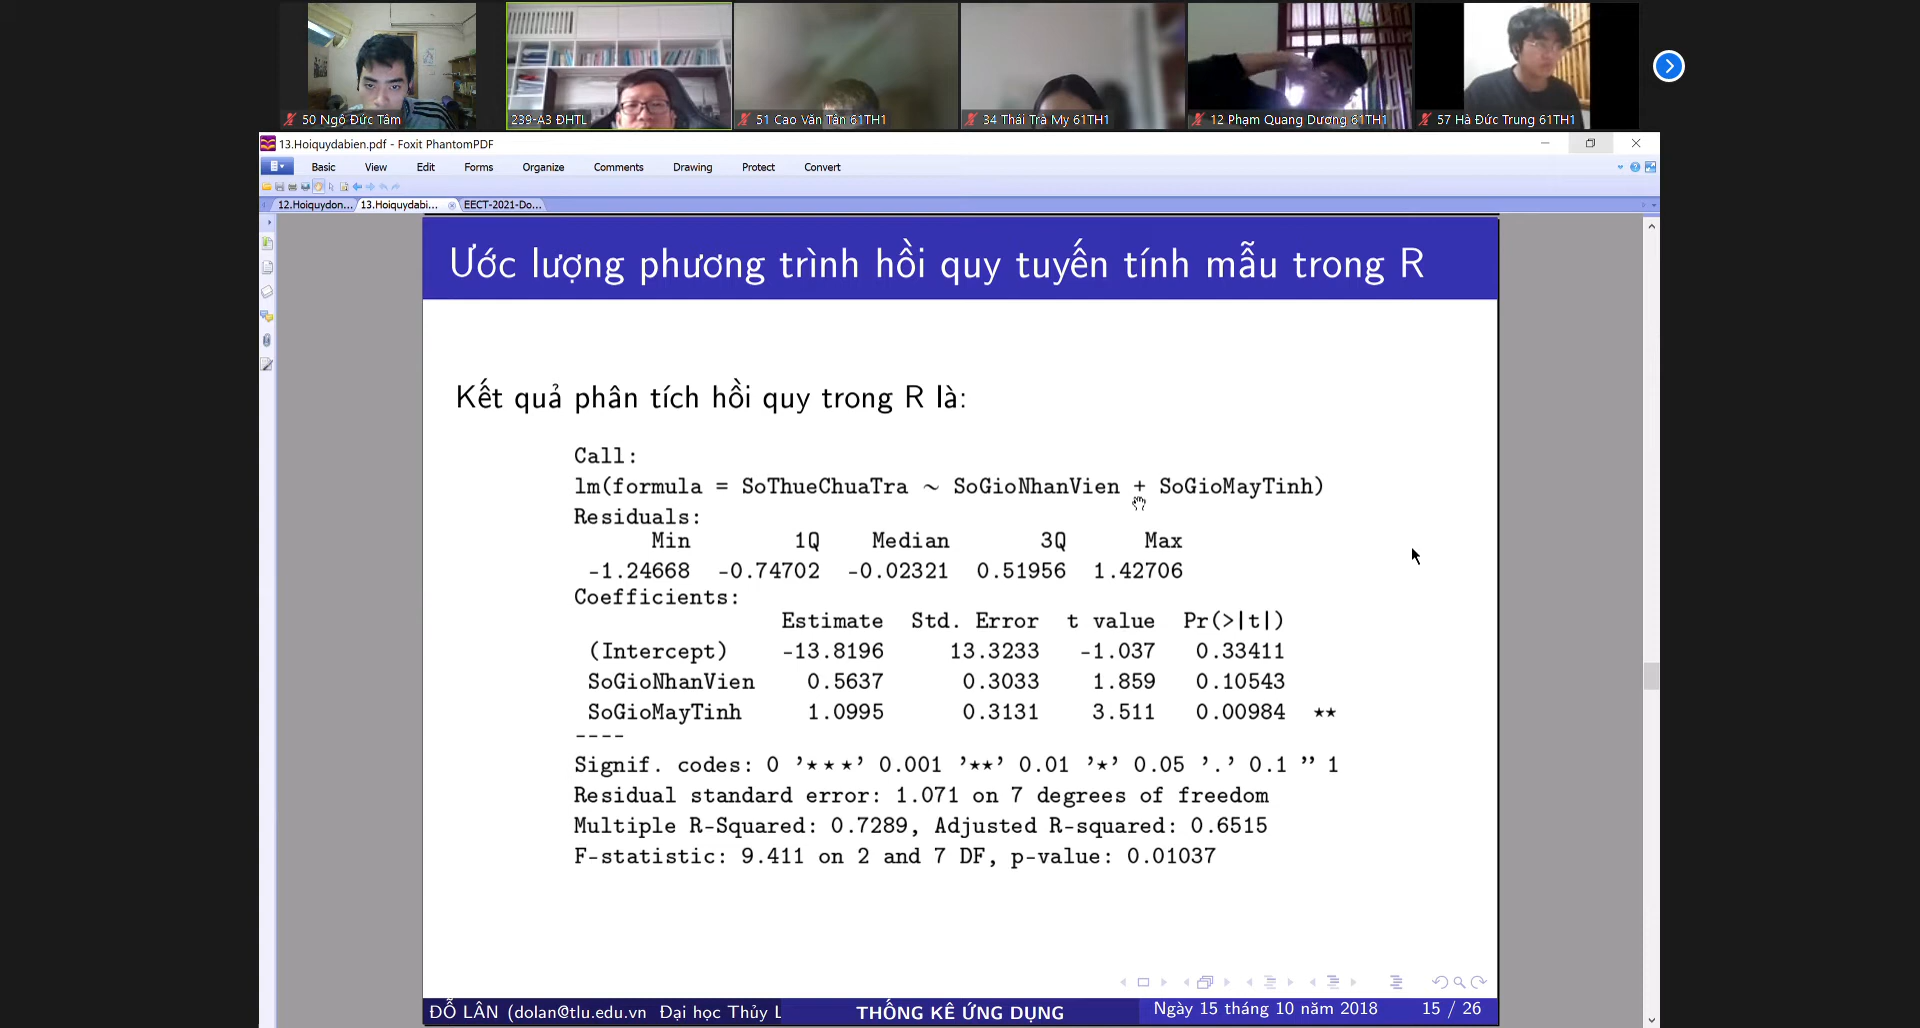 50 Ngô Đức Tâm
239-A3 ĐHTL
51 Cao Văn Tân 61TH1
34 Thái Trà My 61TH1
12 Phạm Quang Dương 61TH1
57 Hà Đức Trung 61TH1
13.Hoiquydabien.pdf - Foxit PhantomPDF
Basic View Edit Forms Organize Comments Drawing Protect Convert
12.Hoiquydon... 13.Hoiquydabi... EECT-2021-Do...
Ước lượng phương trình hồi quy tuyến tính mẫu trong R
Kết quả phân tích hồi quy trong R là:
Call:
lm(formula = SoThueChuaTra ~ SoGioNhanVien + SoGioMayTinh)
Residuals:
Min 1Q Median 3Q Max
-1.24668 -0.74702 -0.02321 0.51956 1.42706
Coefficients:
Estimate Std. Error t value Pr(>|t|)
(Intercept) -13.8196 13.3233 -1.037 0.33411
SoGioNhanVien 0.5637 0.3033 1.859 0.10543
SoGioMayTinh 1.0995 0.3131 3.511 0.00984 **
----
Signif. codes: 0 '***' 0.001 '**' 0.01 '*' 0.05 '.' 0.1 '' 1
Residual standard error: 1.071 on 7 degrees of freedom
Multiple R-Squared: 0.7289, Adjusted R-squared: 0.6515
F-statistic: 9.411 on 2 and 7 DF, p-value: 0.01037
ĐỖ LÂN (dolan@tlu.edu.vn Đại học Thủy L THỐNG KÊ ỨNG DỤNG Ngày 15 tháng 10 năm 2018 15 / 26